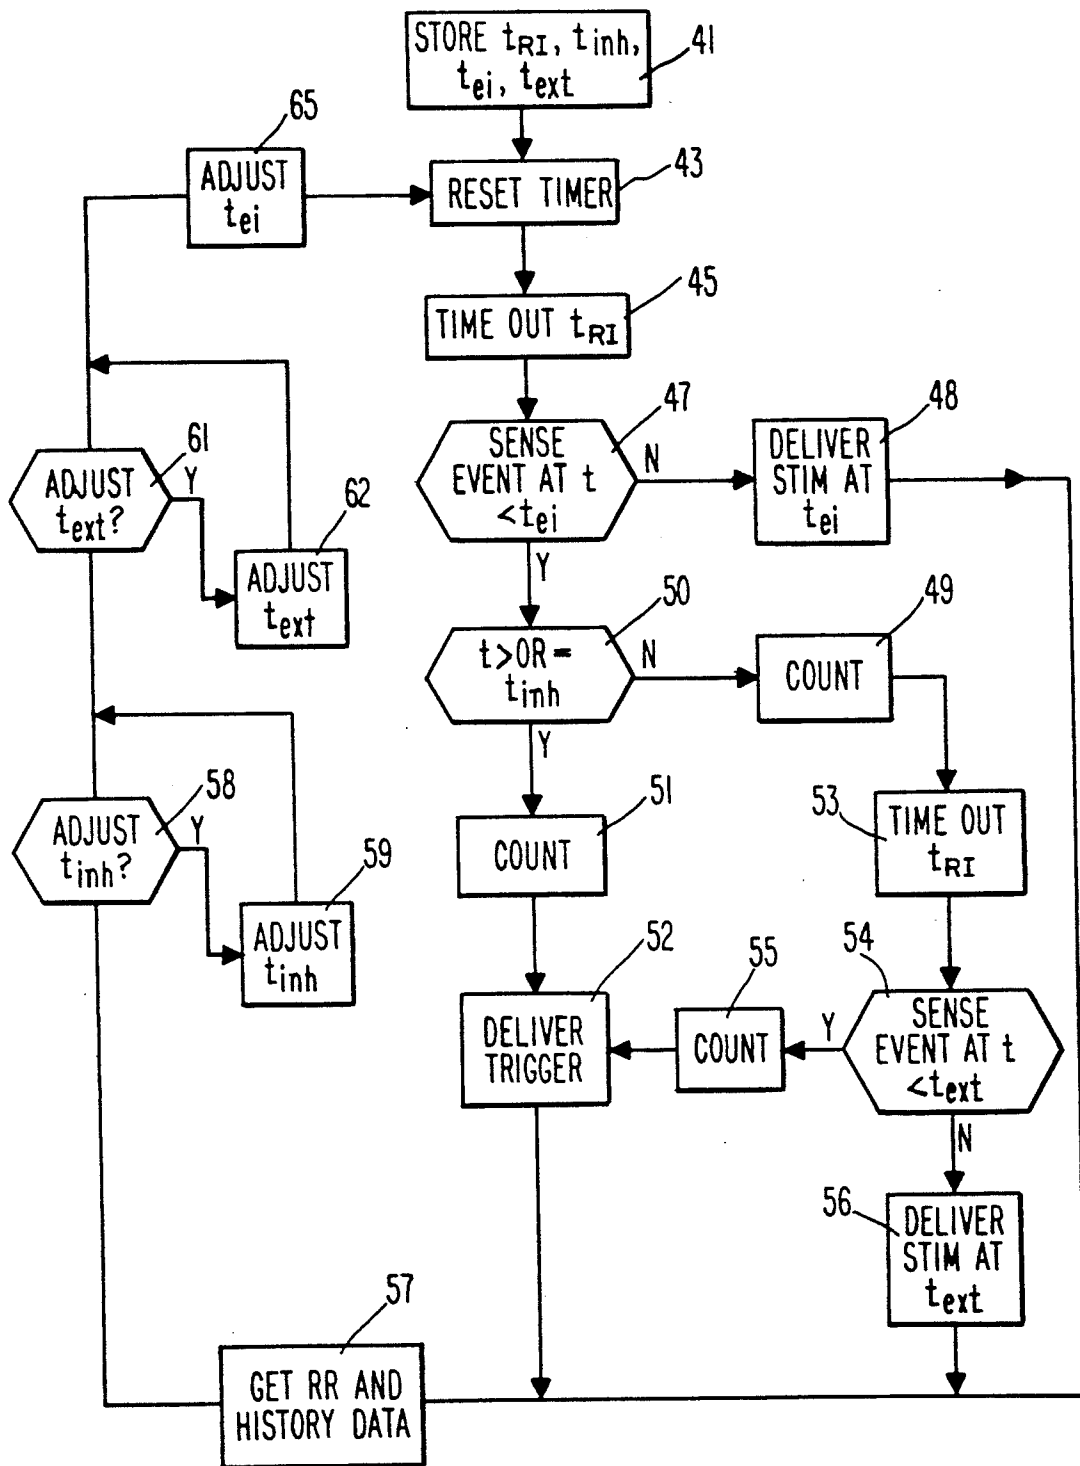 STORE tRI, tinh,
tei, text
41
65
ADJUST
tei
RESET TIMER
43
TIME OUT tRI
45
SENSE
EVENT AT t
<tei
47
N
Y
DELIVER
STIM AT
tei
48
ADJUST
text?
61
Y
ADJUST
text
62
t>OR=
tinh
50
N
Y
COUNT
49
ADJUST
tinh?
58
Y
ADJUST
tinh
59
COUNT
51
TIME OUT
tRI
53
DELIVER
TRIGGER
52
COUNT
55
Y
SENSE
EVENT AT t
<text
54
N
DELIVER
STIM AT
text
56
GET RR AND
HISTORY DATA
57